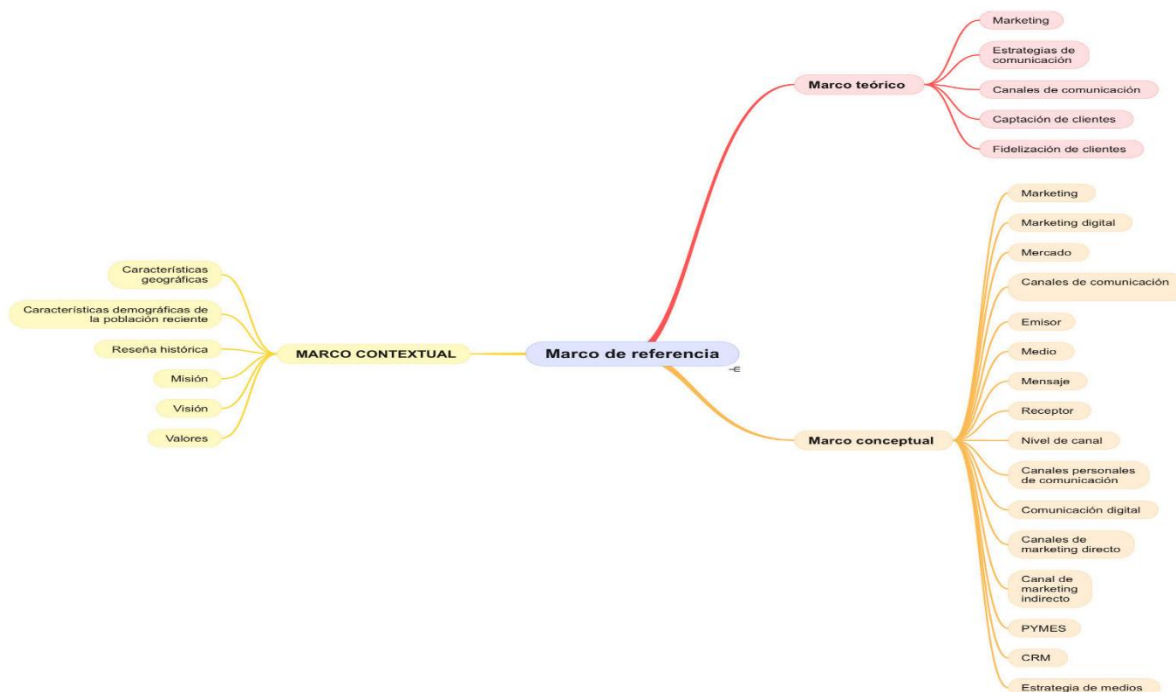 Marketing
Estrategias de
comunicación
Canales de comunicación
Captación de clientes
Fidelización de clientes
Marco teórico
Marketing
Marketing digital
Mercado
Canales de comunicación
Emisor
Medio
Mensaje
Receptor
Nivel de canal
Canales personales
de comunicación
Comunicación digital
Canales de
marketing directo
Canal de
marketing
indirecto
PYMES
CRM
Estrategia de medios
Marco conceptual
Marco de referencia
MARCO CONTEXTUAL
Características
geográficas
Características demográficas de
la población reciente
Reseña histórica
Misión
Visión
Valores